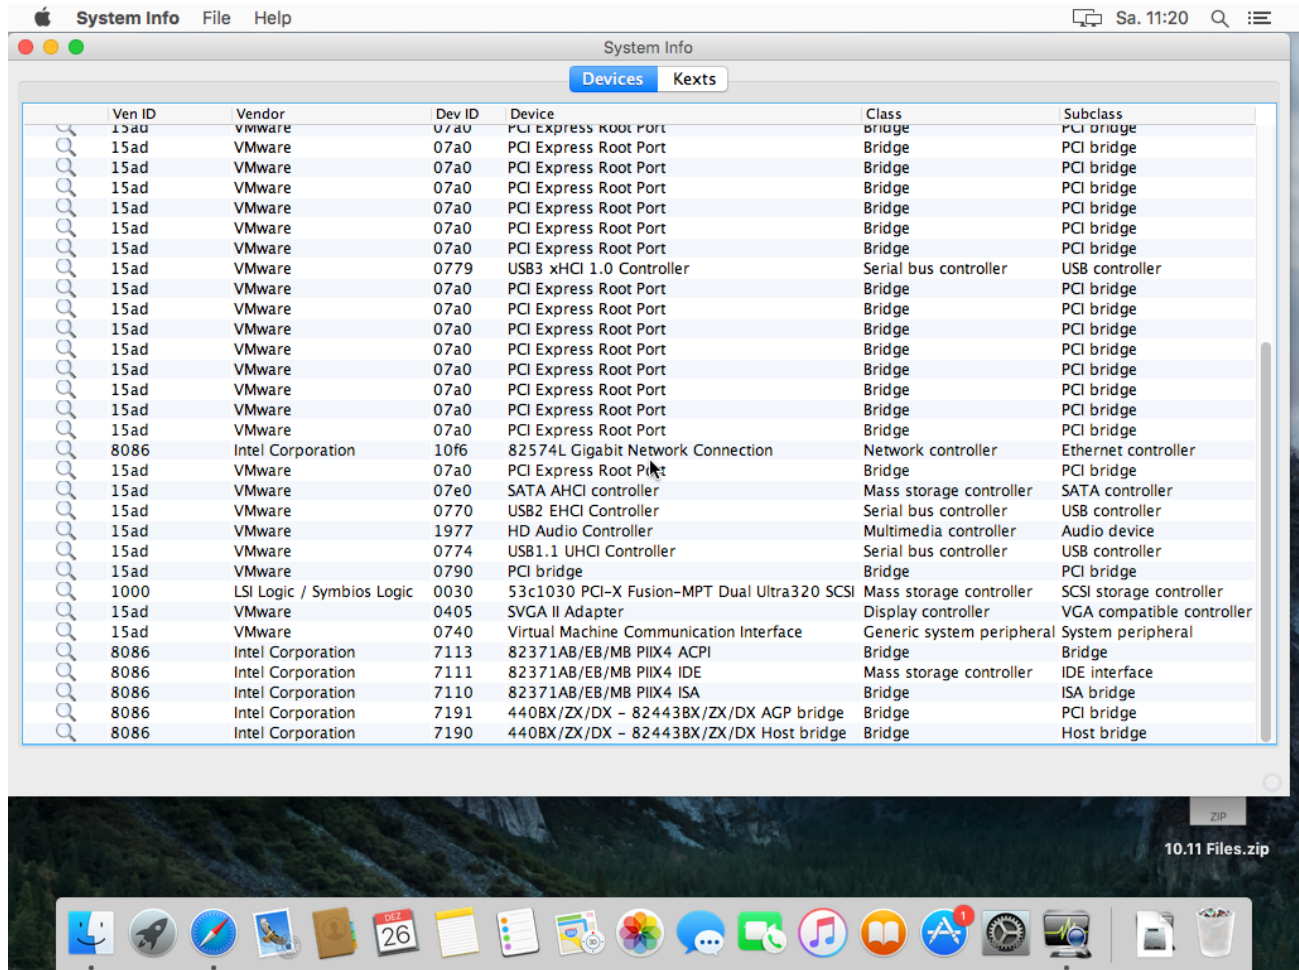 System Info File Help Sa. 11:20
System Info
Devices Kexts
Ven ID Vendor Dev ID Device Class Subclass
15ad VMware 07a0 PCI Express Root Port Bridge PCI bridge
15ad VMware 07a0 PCI Express Root Port Bridge PCI bridge
15ad VMware 07a0 PCI Express Root Port Bridge PCI bridge
15ad VMware 07a0 PCI Express Root Port Bridge PCI bridge
15ad VMware 07a0 PCI Express Root Port Bridge PCI bridge
15ad VMware 07a0 PCI Express Root Port Bridge PCI bridge
15ad VMware 07a0 PCI Express Root Port Bridge PCI bridge
15ad VMware 0779 USB3 xHCI 1.0 Controller Serial bus controller USB controller
15ad VMware 07a0 PCI Express Root Port Bridge PCI bridge
15ad VMware 07a0 PCI Express Root Port Bridge PCI bridge
15ad VMware 07a0 PCI Express Root Port Bridge PCI bridge
15ad VMware 07a0 PCI Express Root Port Bridge PCI bridge
15ad VMware 07a0 PCI Express Root Port Bridge PCI bridge
15ad VMware 07a0 PCI Express Root Port Bridge PCI bridge
15ad VMware 07a0 PCI Express Root Port Bridge PCI bridge
15ad VMware 07a0 PCI Express Root Port Bridge PCI bridge
8086 Intel Corporation 10f6 82574L Gigabit Network Connection Network controller Ethernet controller
15ad VMware 07a0 PCI Express Root Port Bridge PCI bridge
15ad VMware 07e0 SATA AHCI controller Mass storage controller SATA controller
15ad VMware 0770 USB2 EHCI Controller Serial bus controller USB controller
15ad VMware 1977 HD Audio Controller Multimedia controller Audio device
15ad VMware 0774 USB1.1 UHCI Controller Serial bus controller USB controller
15ad VMware 0790 PCI bridge Bridge PCI bridge
1000 LSI Logic / Symbios Logic 0030 53c1030 PCI-X Fusion-MPT Dual Ultra320 SCSI Mass storage controller SCSI storage controller
15ad VMware 0405 SVGA II Adapter Display controller VGA compatible controller
15ad VMware 0740 Virtual Machine Communication Interface Generic system peripheral System peripheral
8086 Intel Corporation 7113 82371AB/EB/MB PIIX4 ACPI Bridge Bridge
8086 Intel Corporation 7111 82371AB/EB/MB PIIX4 IDE Mass storage controller IDE interface
8086 Intel Corporation 7110 82371AB/EB/MB PIIX4 ISA Bridge ISA bridge
8086 Intel Corporation 7191 440BX/ZX/DX - 82443BX/ZX/DX AGP bridge Bridge PCI bridge
8086 Intel Corporation 7190 440BX/ZX/DX - 82443BX/ZX/DX Host bridge Bridge Host bridge
ZIP
10.11 Files.zip
DEZ
26
3D
1